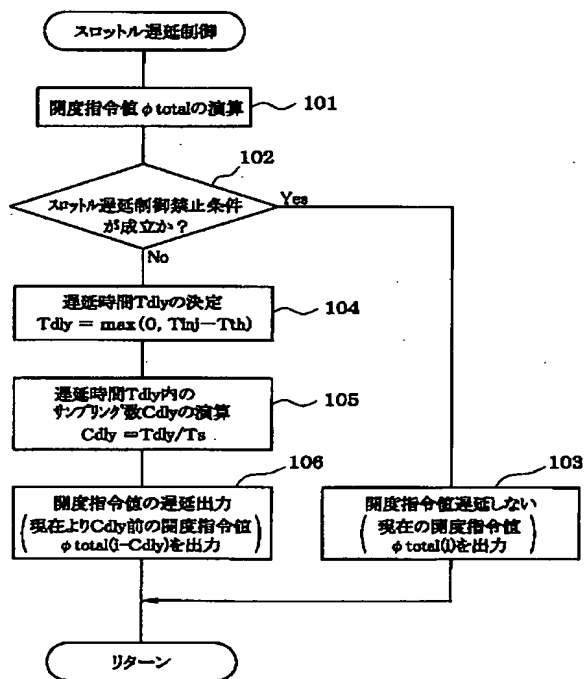 スロットル遅延制御
開度指令値φtotalの演算
101
102
スロットル遅延制御禁止条件
が成立か?
Yes
No
遅延時間Tdlyの決定
Tdly = max(0, Tinj−Tth)
104
遅延時間Tdly内の
サンプリング数Cdlyの演算
Cdly=Tdly/Ts
105
106
開度指令値の遅延出力
(現在よりCdly前の開度指令値
φtotal(i-Cdly)を出力)
103
開度指令値遅延しない
(現在の開度指令値
φtotal(i)を出力)
リターン